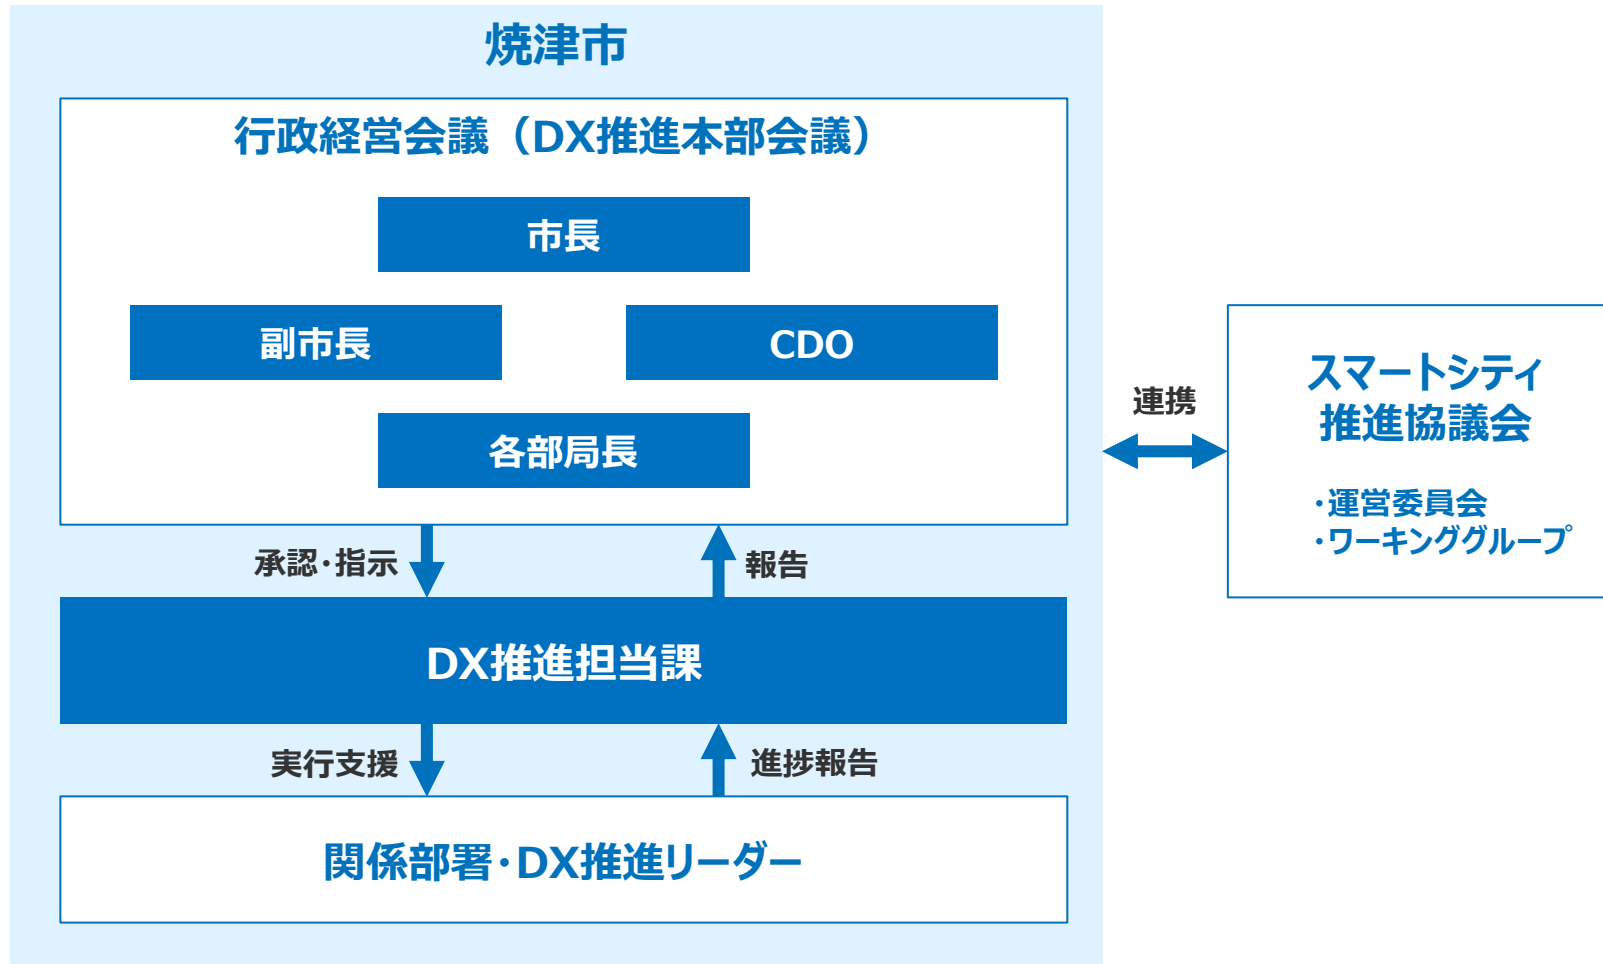 焼津市
行政経営会議（DX推進本部会議）
市長
副市長
CDO
各部局長
承認・指示
報告
DX推進担当課
実行支援
進捗報告
関係部署・DX推進リーダー
連携
スマートシティ
推進協議会
・運営委員会
・ワーキンググループ